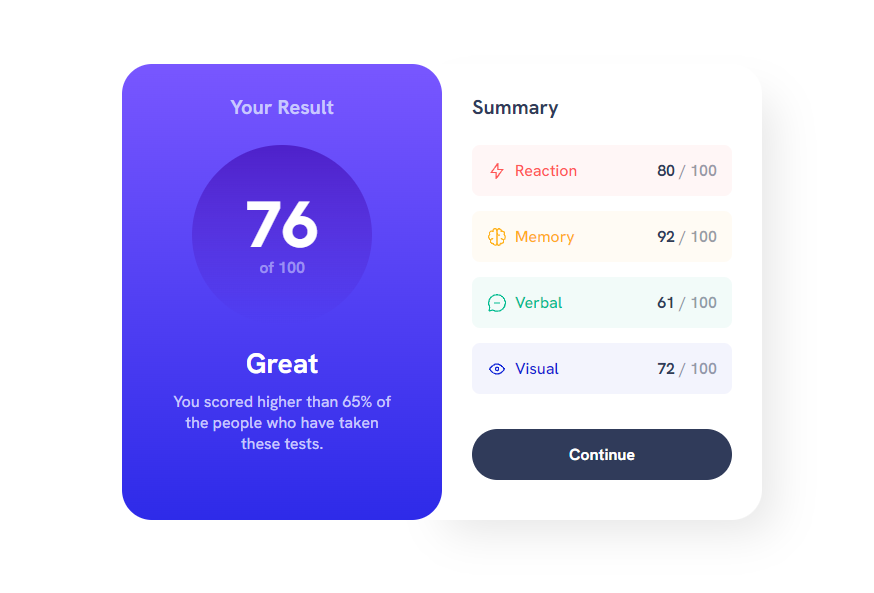 Your Result
76
of 100
Great
You scored higher than 65% of
the people who have taken
these tests.
Summary
Reaction 80 / 100
Memory 92 / 100
Verbal 61 / 100
Visual 72 / 100
Continue